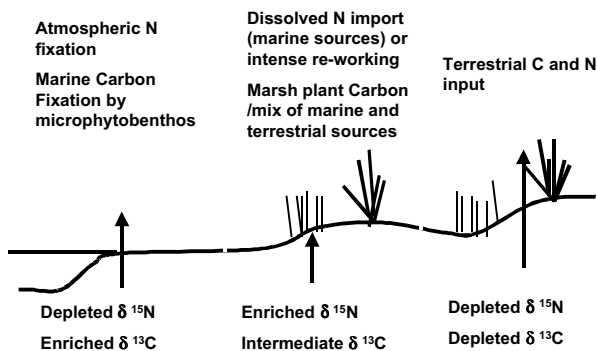 Atmospheric N
fixation
Marine Carbon
Fixation by
microphytobenthos
Dissolved N import
(marine sources) or
intense re-working
Marsh plant Carbon
/mix of marine and
terrestrial sources
Terrestrial C and N
input
Depleted δ ¹⁵N
Enriched δ ¹³C
Enriched δ ¹⁵N
Intermediate δ ¹³C
Depleted δ ¹⁵N
Depleted δ ¹³C